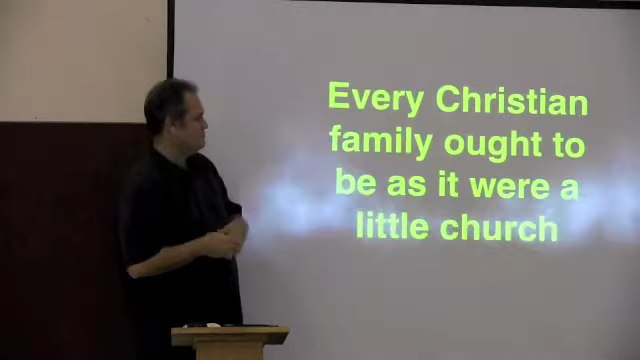 Every Christian
family ought to
be as it were a
little church